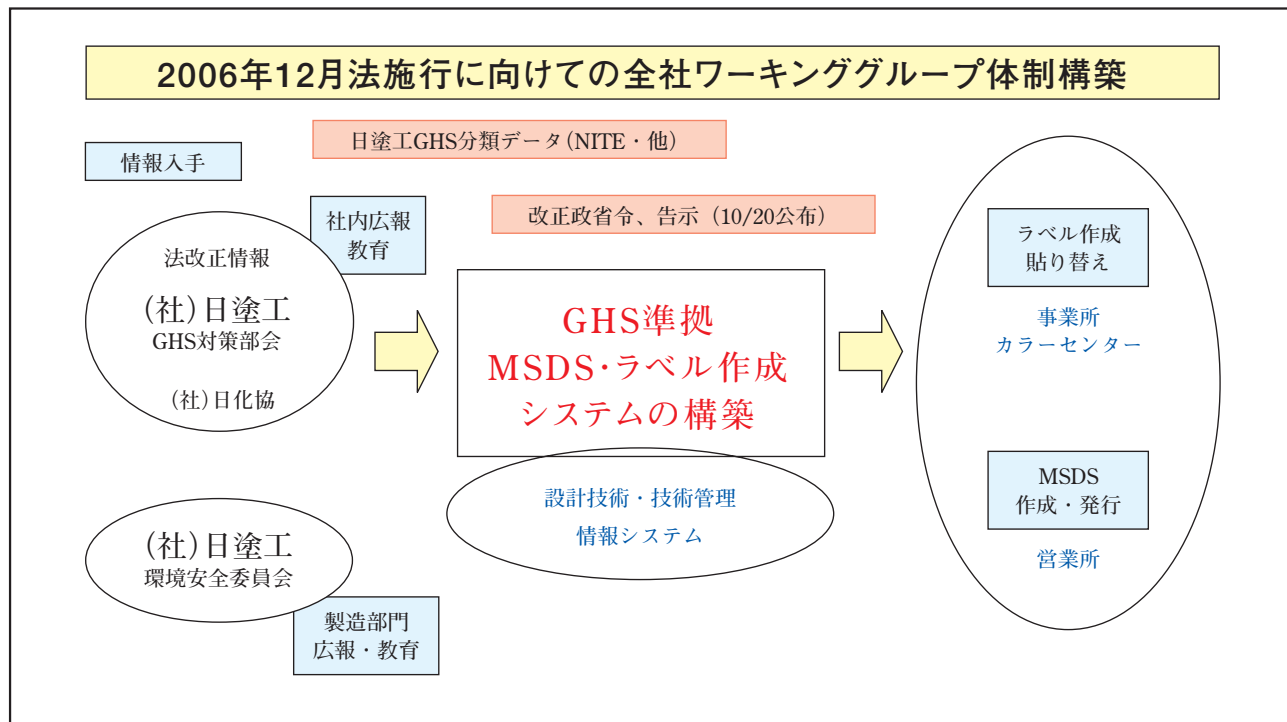 2006年12月法施行に向けての全社ワーキンググループ体制構築
日塗工GHS分類データ(NITE・他)
情報入手
社内広報
教育
改正政省令、告示（10/20公布）
法改正情報
(社)日塗工
GHS対策部会
(社)日化協
GHS準拠
MSDS・ラベル作成
システムの構築
設計技術・技術管理
情報システム
ラベル作成
貼り替え
事業所
カラーセンター
MSDS
作成・発行
営業所
(社)日塗工
環境安全委員会
製造部門
広報・教育